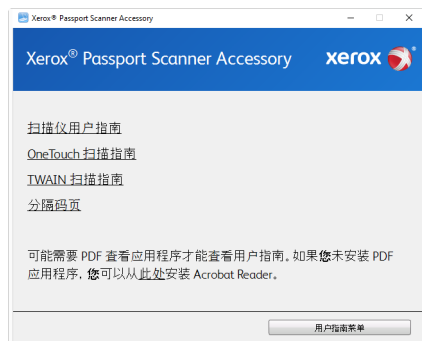 Xerox® Passport Scanner Accessory
Xerox® Passport Scanner Accessory
xerox
扫描仪用户指南
OneTouch 扫描指南
TWAIN 扫描指南
分隔码页
可能需要 PDF 查看应用程序才能查看用户指南。如果您未安装 PDF
应用程序，您可以从此处安装 Acrobat Reader。
用户指南菜单